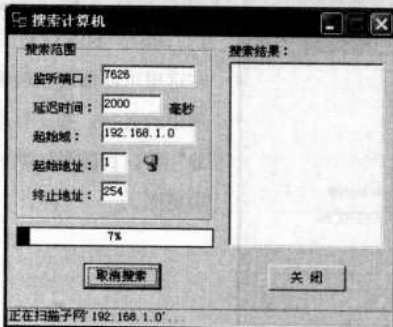 搜索计算机
搜索范围
监听端口： 7626
延迟时间： 2000 毫秒
起始域： 192.168.1.0
起始地址： 1
终止地址： 254
7%
取消搜索
搜索结果：
关闭
正在扫描子网'192.168.1.0'...